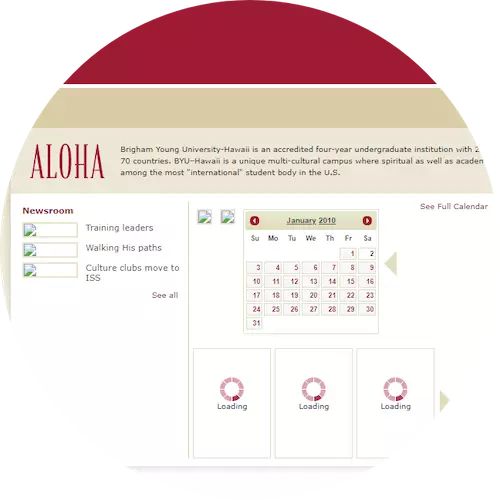 ALOHA
Brigham Young University-Hawaii is an accredited four-year undergraduate institution with
70 countries. BYU–Hawaii is a unique multi-cultural campus where spiritual as well as
among the most "international" student body in the U.S.
Newsroom
Training leaders
Walking His paths
Culture clubs move to
ISS
See all
See Full Calendar
January 2010
Su Mo Tu We Th Fr Sa
1 2
3 4 5 6 7 8 9
10 11 12 13 14 15 16
17 18 19 20 21 22 23
24 25 26 27 28 29 30
31
Loading
Loading
Loading